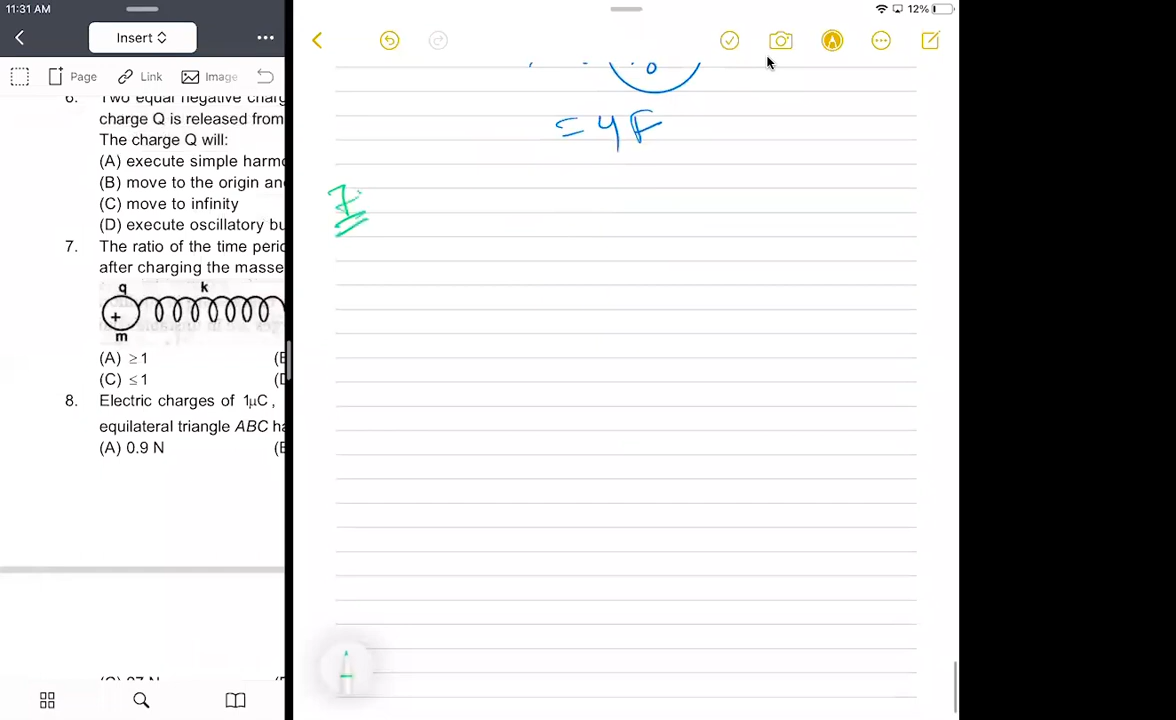 11:31 AM
12%
Insert
Page
Link
Image
6. Two equal negative charg
charge Q is released from
The charge Q will:
(A) execute simple harmo
(B) move to the origin an
(C) move to infinity
(D) execute oscillatory bu
7. The ratio of the time perio
after charging the masse
q k
+
m
(A) ≥ 1 (B
(C) ≤ 1 (D
8. Electric charges of 1μC,
equilateral triangle ABC ha
(A) 0.9 N (B
0
= 4 F
7.